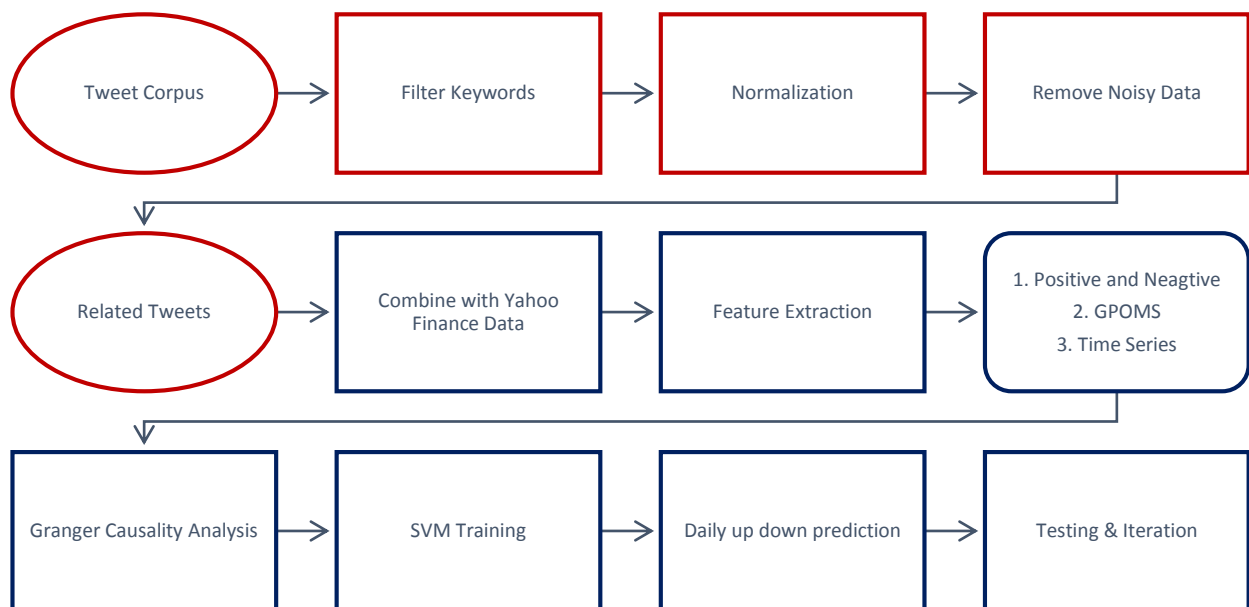 Tweet Corpus
Filter Keywords
Normalization
Remove Noisy Data
Related Tweets
Combine with Yahoo
Finance Data
Feature Extraction
1. Positive and Neagtive
2. GPOMS
3. Time Series
Granger Causality Analysis
SVM Training
Daily up down prediction
Testing & Iteration